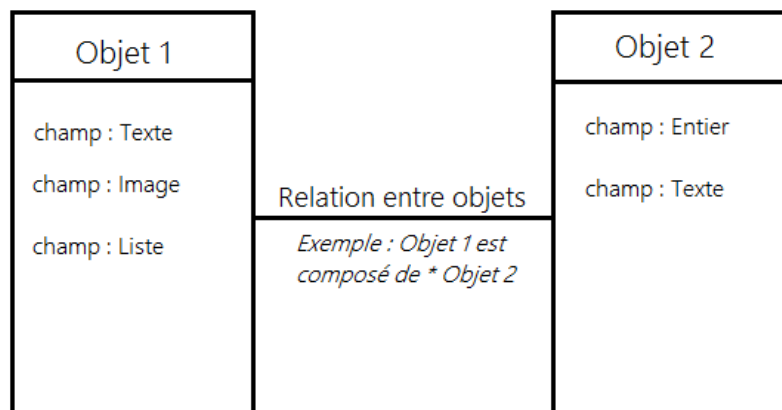 Objet 1
champ : Texte
champ : Image
champ : Liste
Relation entre objets
Exemple : Objet 1 est
composé de * Objet 2
Objet 2
champ : Entier
champ : Texte